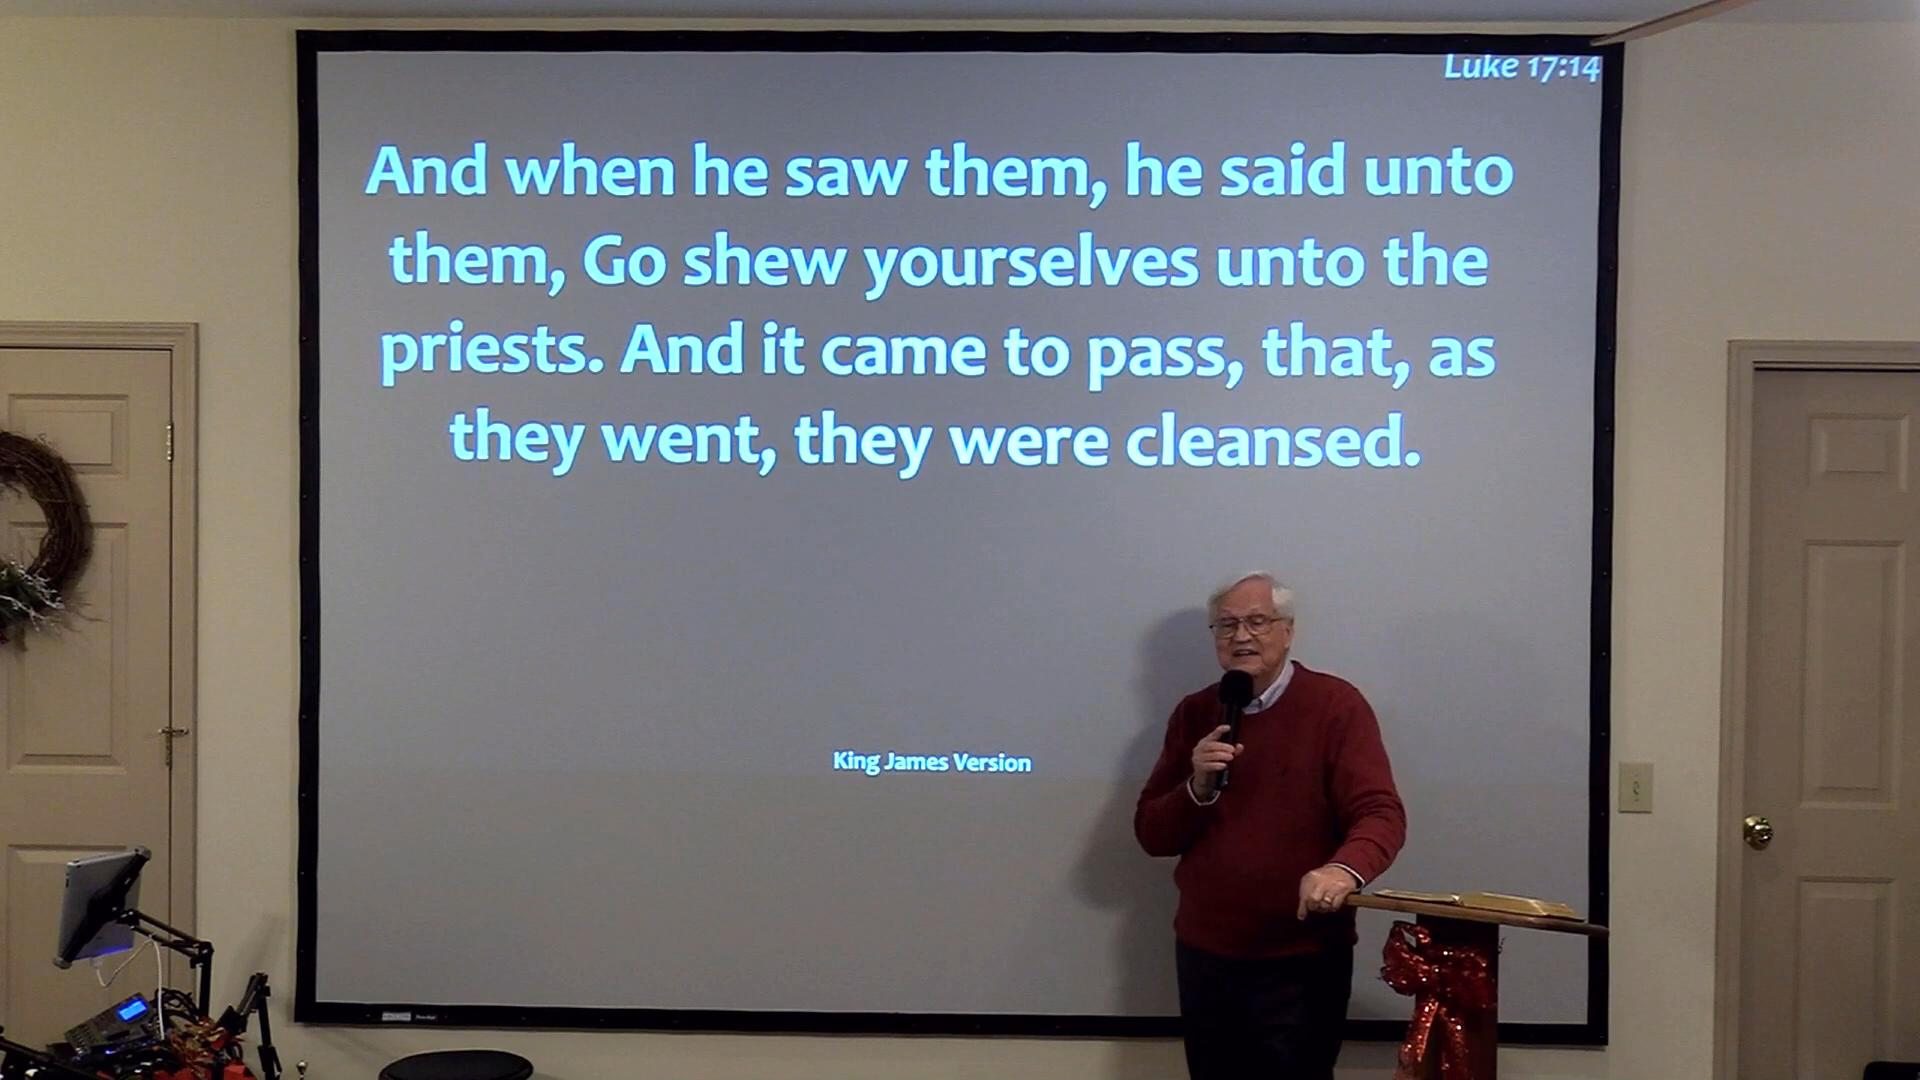 Luke 17:14
And when he saw them, he said unto
them, Go shew yourselves unto the
priests. And it came to pass, that, as
they went, they were cleansed.
King James Version